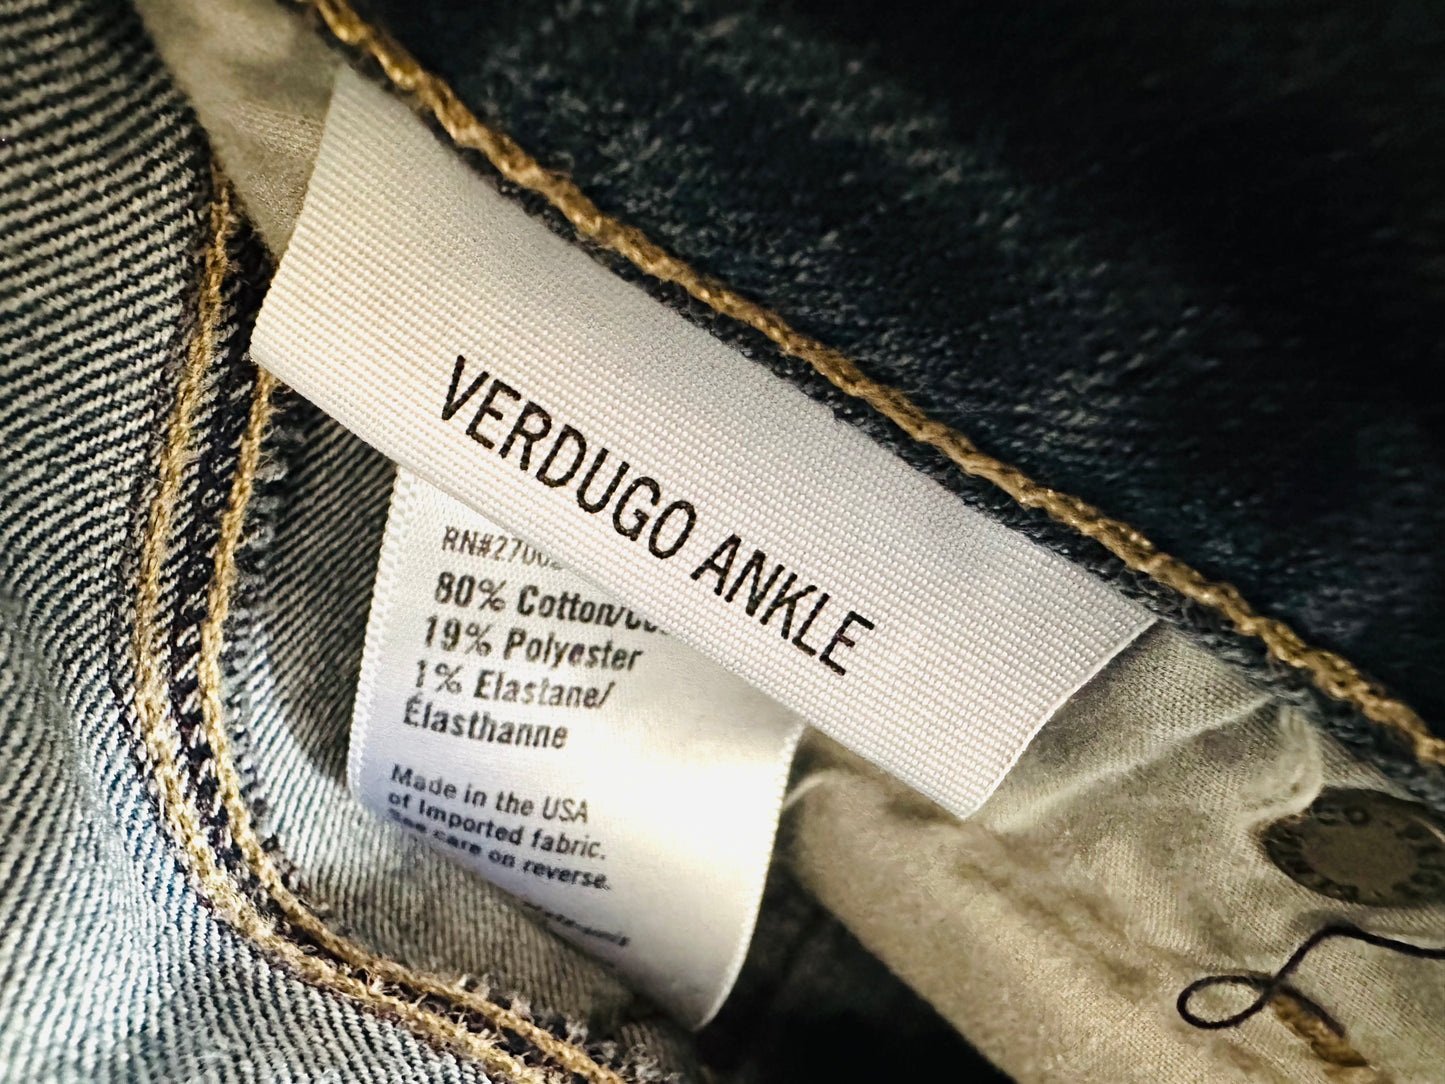 VERDUGO ANKLE
80% Cotton/
19% Polyester
1% Elastane/
Élasthanne
Made in the USA
of Imported fabric.
See care on reverse.